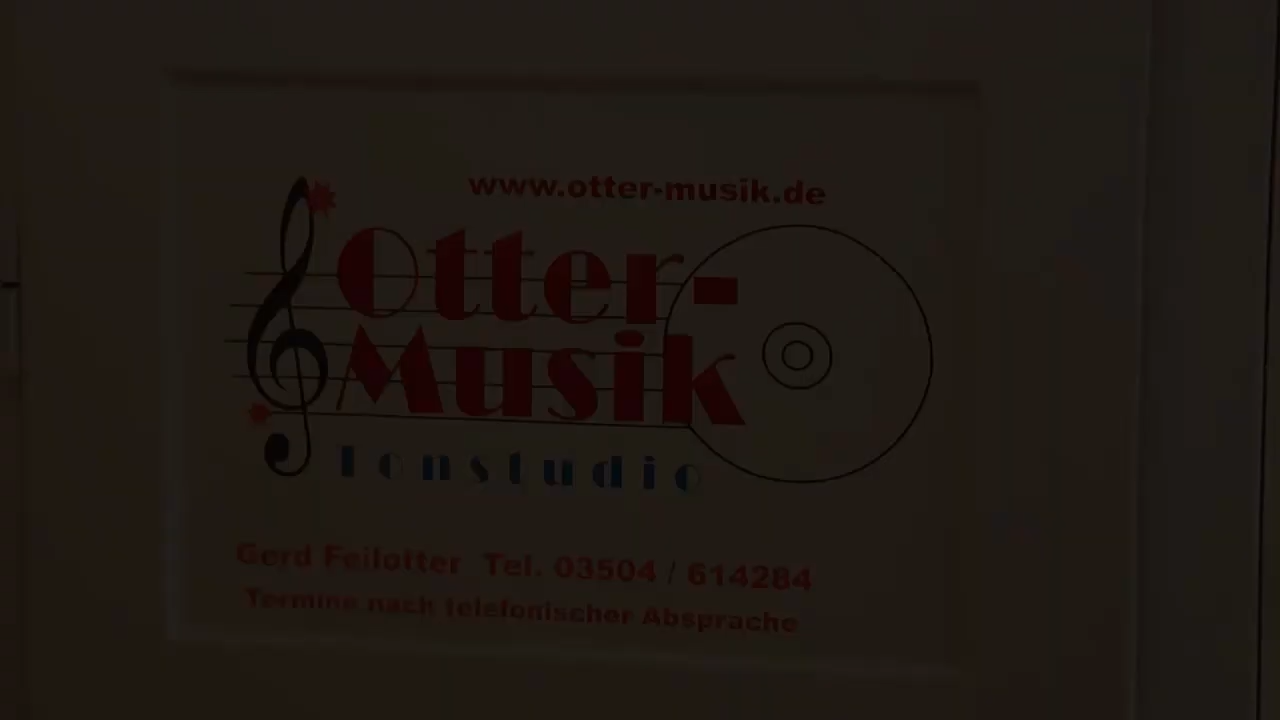 www.otter-musik.de
Otter-
Musik
Tonstudio
Gerd Feilotter Tel. 03504 / 614284
Termine nach telefonischer Absprache